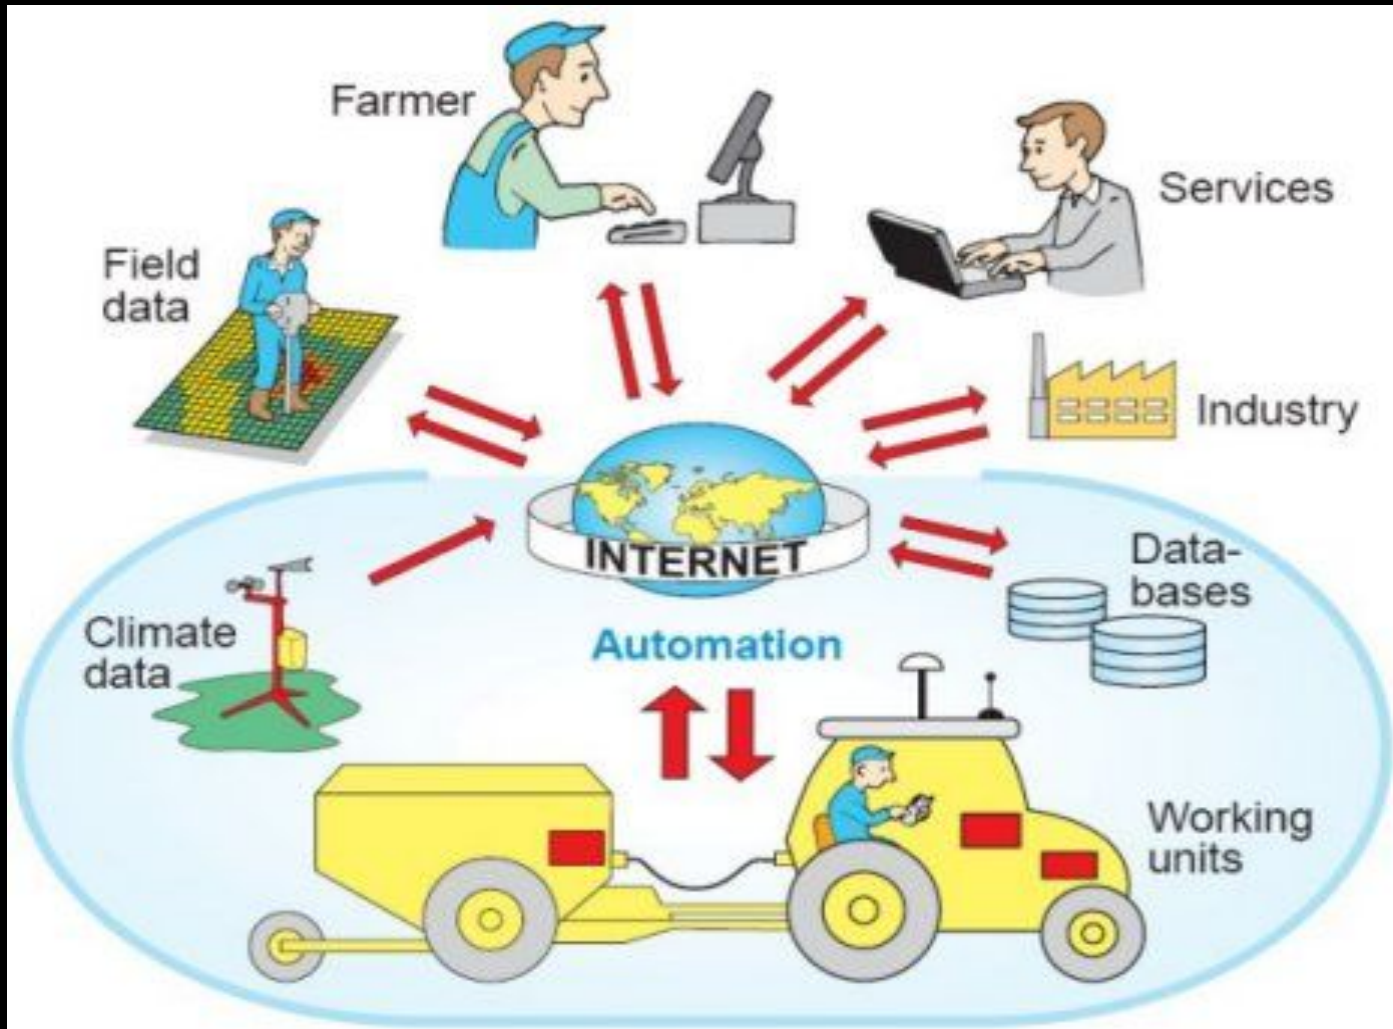 Farmer
Services
Field
data
Industry
INTERNET
Data-
bases
Climate
data
Automation
Working
units